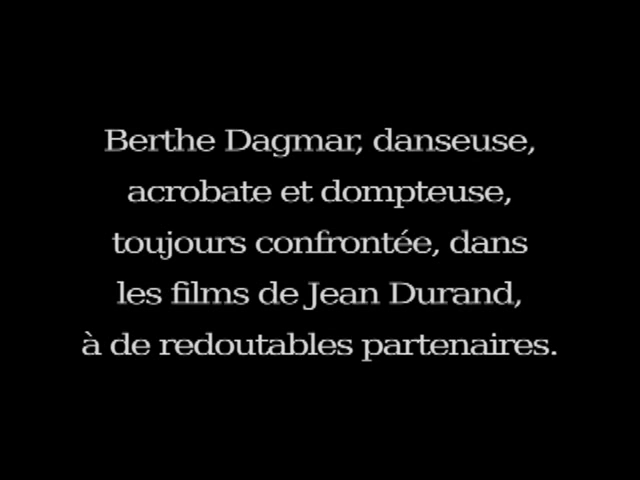 Berthe Dagmar, danseuse,
acrobate et dompteuse,
toujours confrontée, dans
les films de Jean Durand,
à de redoutables partenaires.